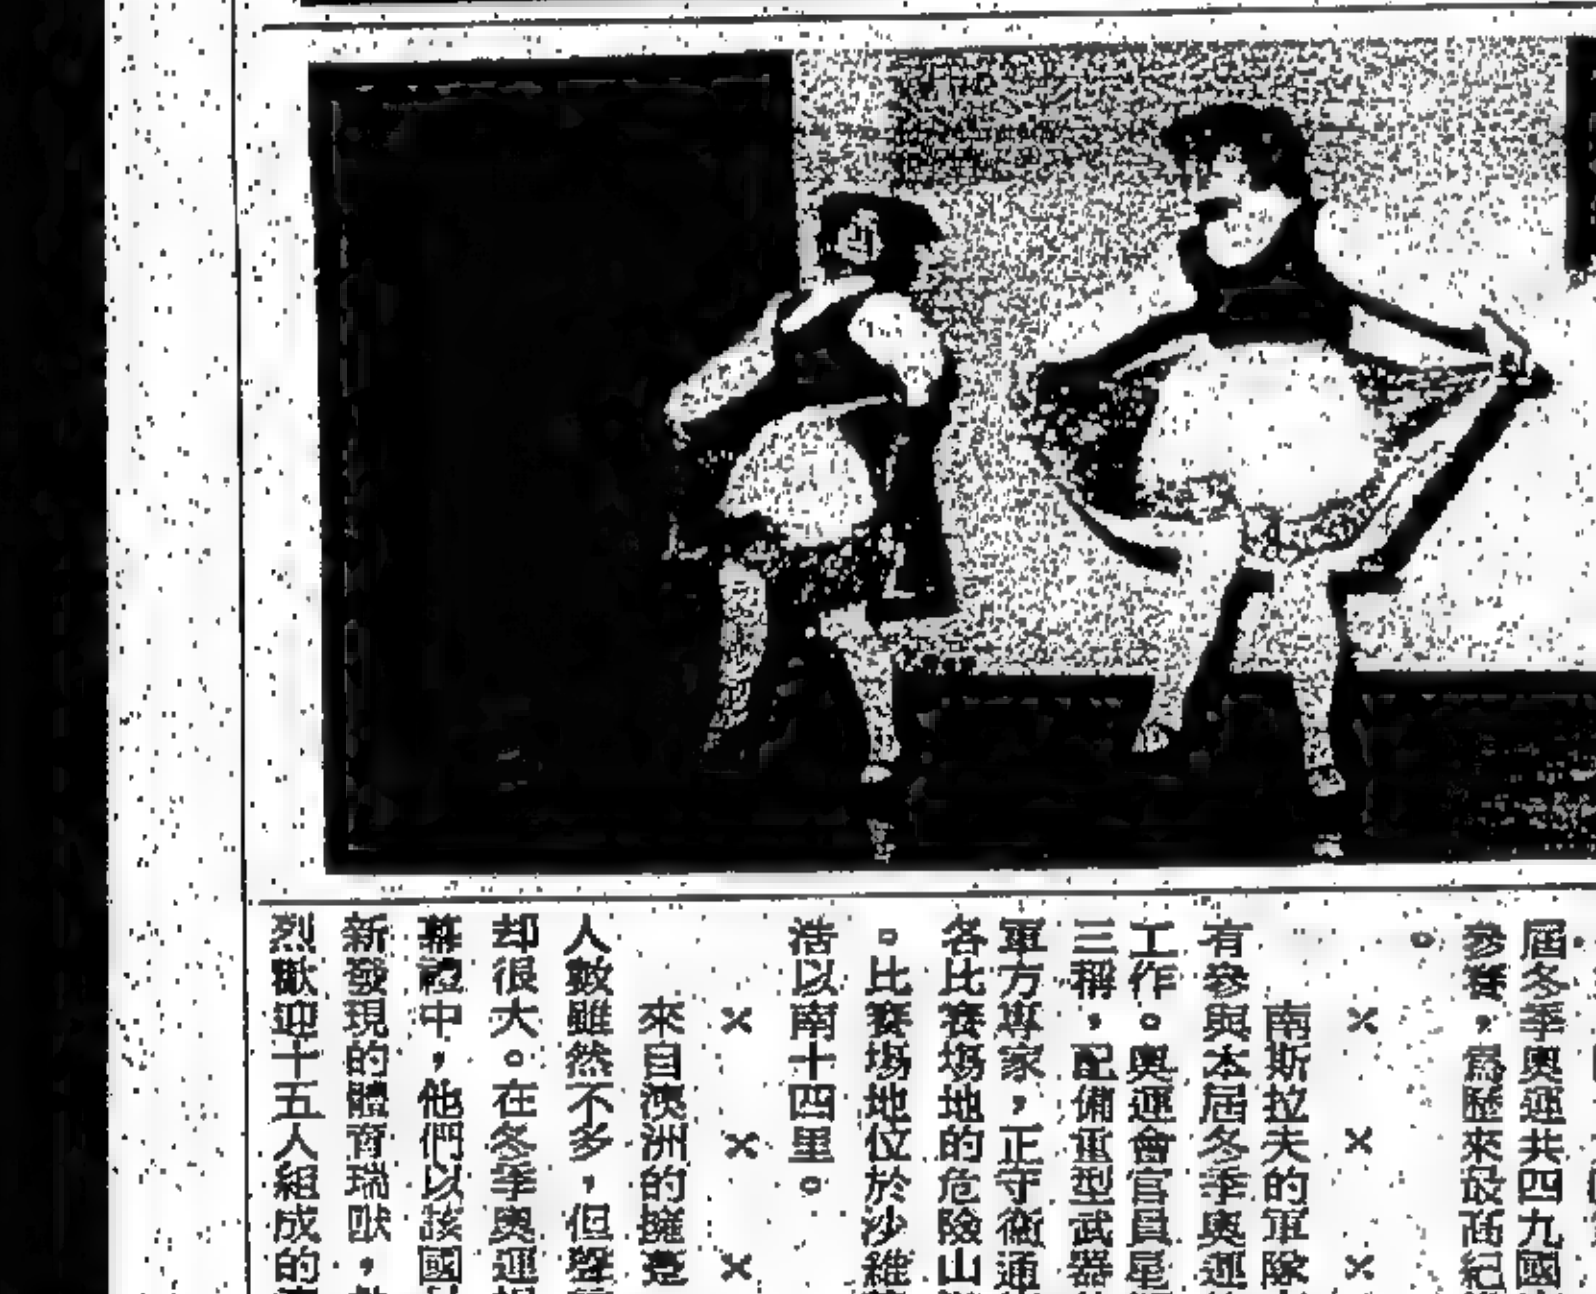 屆冬季奧運共四九國
參賽，爲歷來最高紀
。
×　×　×
南斯拉夫的軍隊
有參與本屆冬季奧運
工作。奧運會官員星
三稱，配備重型武器
軍方專家，正守衞通
各比賽場地的危險山
。比賽場地位於沙維
浩以南十四里。
×　×　×
來自澳洲的擁躉
人數雖然不多，但聲
却很大。在冬季奧運
幕禮中，他們以該國
新發現的體育瑞獸，
烈歡迎十五人組成的